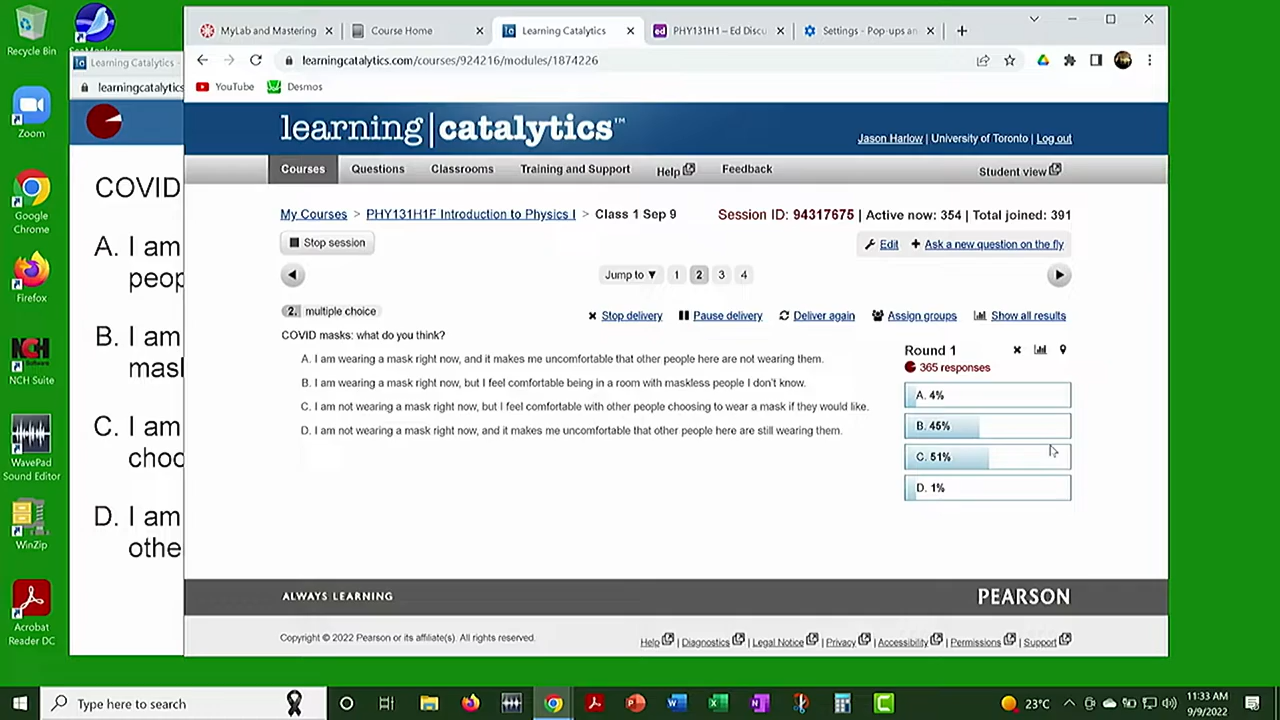 Recycle Bin
SeaMonkey
Zoom
Google Chrome
Firefox
NCH Suite
WavePad Sound Editor
WinZip
Acrobat Reader DC
Learning Catalytics -
learningcatalytics
COVID
A. I am
peop
B. I am
mask
C. I am
choo
D. I am
othe
MyLab and Mastering
Course Home
Learning Catalytics
PHY131H1 – Ed Discu
Settings - Pop-ups an
learningcatalytics.com/courses/924216/modules/1874226
YouTube
Desmos
learning|catalytics™
Jason Harlow | University of Toronto | Log out
Courses Questions Classrooms Training and Support Help Feedback Student view
My Courses > PHY131H1F Introduction to Physics I > Class 1 Sep 9
Session ID: 94317675 | Active now: 354 | Total joined: 391
Stop session
Edit Ask a new question on the fly
Jump to ▼ 1 2 3 4
2. multiple choice
Stop delivery Pause delivery Deliver again Assign groups Show all results
COVID masks: what do you think?
A. I am wearing a mask right now, and it makes me uncomfortable that other people here are not wearing them.
B. I am wearing a mask right now, but I feel comfortable being in a room with maskless people I don't know.
C. I am not wearing a mask right now, but I feel comfortable with other people choosing to wear a mask if they would like.
D. I am not wearing a mask right now, and it makes me uncomfortable that other people here are still wearing them.
Round 1
365 responses
A. 4%
B. 45%
C. 51%
D. 1%
ALWAYS LEARNING
PEARSON
Copyright © 2022 Pearson or its affiliate(s). All rights reserved.
Help | Diagnostics | Legal Notice | Privacy | Accessibility | Permissions | Support
Type here to search
23°C
11:33 AM
9/9/2022